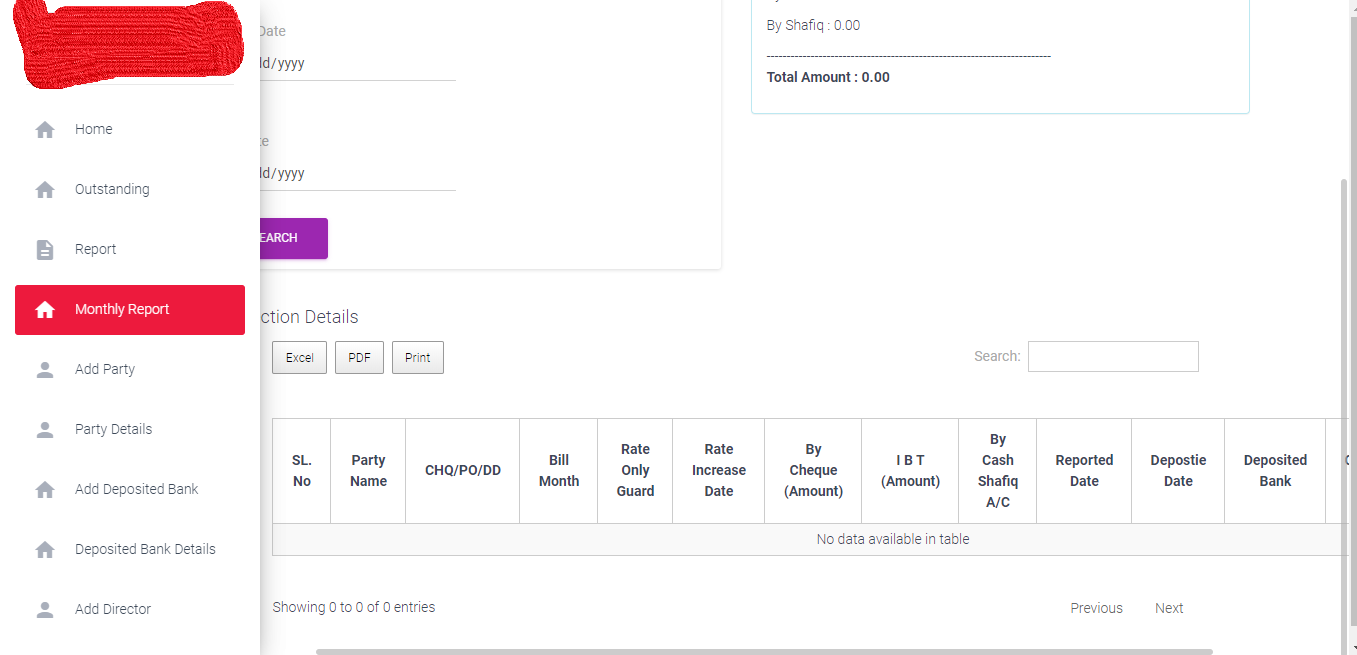 Home
Outstanding
Report
Monthly Report
Add Party
Party Details
Add Deposited Bank
Deposited Bank Details
Add Director
Date
dd/yyyy
te
dd/yyyy
EARCH
By Shafiq : 0.00
Total Amount : 0.00
ction Details
Excel PDF Print
Search:
SL. No
Party Name
CHQ/PO/DD
Bill Month
Rate Only Guard
Rate Increase Date
By Cheque (Amount)
I B T (Amount)
By Cash Shafiq A/C
Reported Date
Depostie Date
Deposited Bank
No data available in table
Showing 0 to 0 of 0 entries
Previous Next